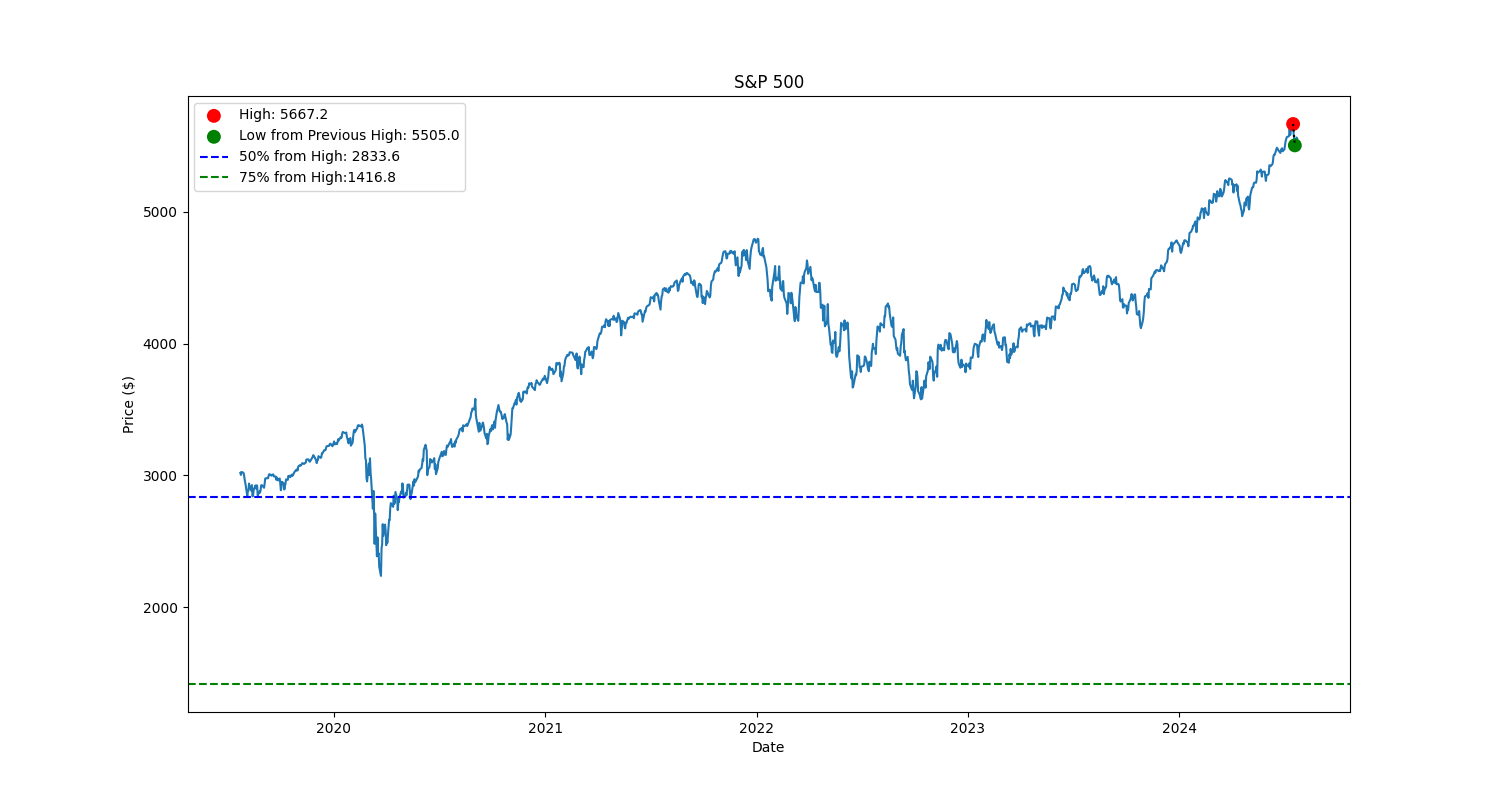 S&P 500
High: 5667.2
Low from Previous High: 5505.0
50% from High: 2833.6
75% from High:1416.8
Price ($)
5000
4000
3000
2000
2020 2021 2022 2023 2024
Date